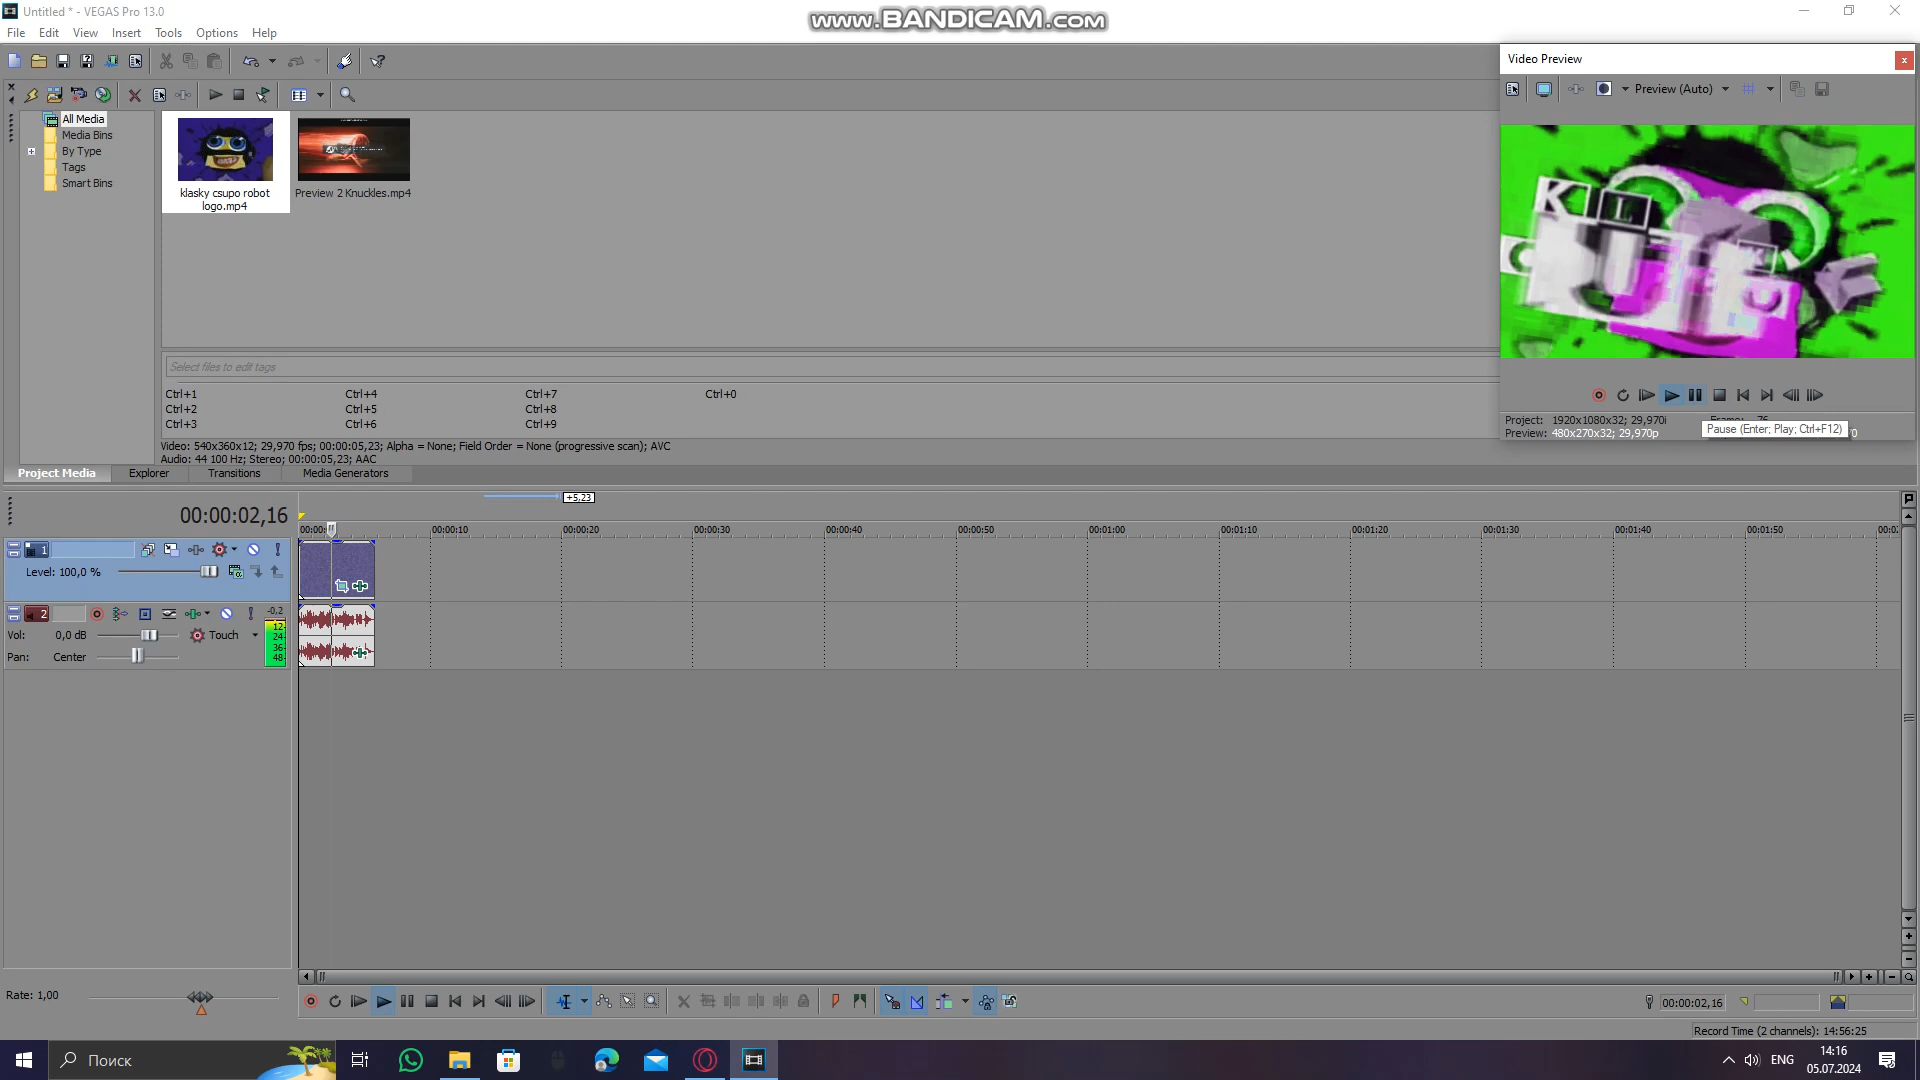 Untitled * - VEGAS Pro 13.0
www.BANDICAM.com
File Edit View Insert Tools Options Help
Video Preview
Preview (Auto)
All Media
Media Bins
By Type
Tags
Smart Bins
klasky csupo robot
logo.mp4
Preview 2 Knuckles.mp4
K L
K
Select files to edit tags
Ctrl+1 Ctrl+4 Ctrl+7 Ctrl+0
Ctrl+2 Ctrl+5 Ctrl+8
Ctrl+3 Ctrl+6 Ctrl+9
Video: 540x360x12; 29,970 fps; 00:00:05,23; Alpha = None; Field Order = None (progressive scan); AVC
Audio: 44 100 Hz; Stereo; 00:00:05,23; AAC
Project: 1920x1080x32; 29,970i
Preview: 480x270x32; 29,970p
Pause (Enter; Play; Ctrl+F12)
Project Media Explorer Transitions Media Generators
+5,23
00:00:02,16
00:00:10 00:00:20 00:00:30 00:00:40 00:00:50 00:01:00 00:01:10 00:01:20 00:01:30 00:01:40 00:01:50
1
Level: 100,0 %
2
-0,2
Vol: 0,0 dB Touch
12
24
36
48
Pan: Center
Rate: 1,00
00:00:02,16
Record Time (2 channels): 14:56:25
Поиск
ENG
14:16
05.07.2024